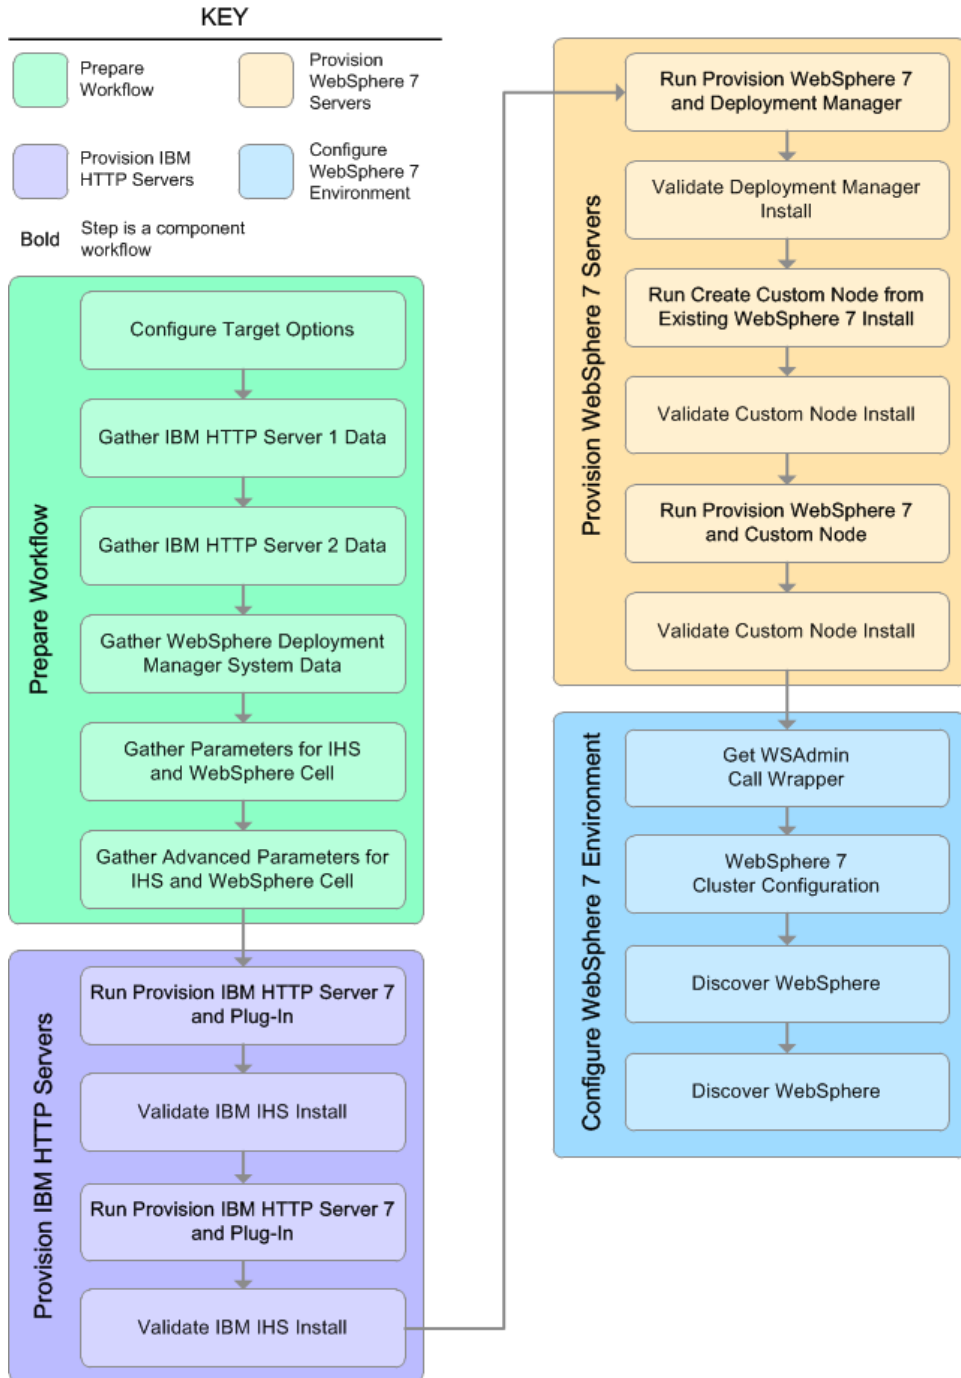 KEY
Prepare
Workflow
Provision
WebSphere 7
Servers
Provision IBM
HTTP Servers
Configure
WebSphere 7
Environment
Bold
Step is a component
workflow
Prepare Workflow
Configure Target Options
Gather IBM HTTP Server 1 Data
Gather IBM HTTP Server 2 Data
Gather WebSphere Deployment
Manager System Data
Gather Parameters for IHS
and WebSphere Cell
Gather Advanced Parameters for
IHS and WebSphere Cell
Provision IBM HTTP Servers
Run Provision IBM HTTP Server 7
and Plug-In
Validate IBM IHS Install
Run Provision IBM HTTP Server 7
and Plug-In
Validate IBM IHS Install
Provision WebSphere 7 Servers
Run Provision WebSphere 7
and Deployment Manager
Validate Deployment Manager
Install
Run Create Custom Node from
Existing WebSphere 7 Install
Validate Custom Node Install
Run Provision WebSphere 7
and Custom Node
Validate Custom Node Install
Configure WebSphere 7 Environment
Get WSAdmin
Call Wrapper
WebSphere 7
Cluster Configuration
Discover WebSphere
Discover WebSphere